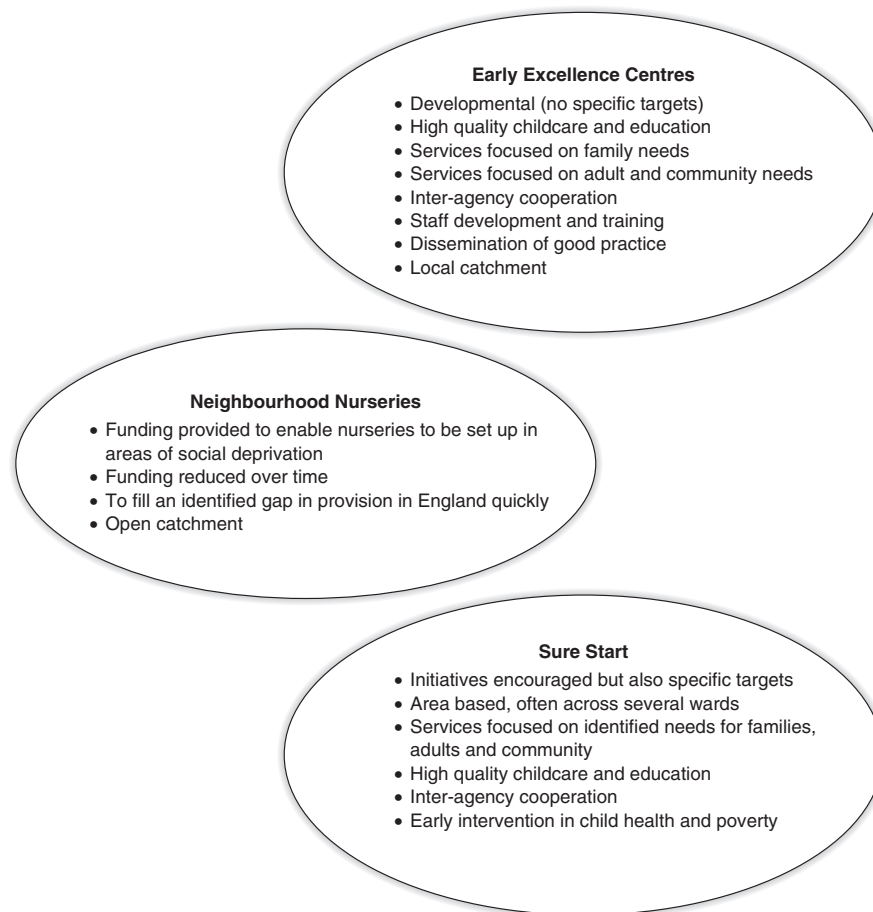 Early Excellence Centres
• Developmental (no specific targets)
• High quality childcare and education
• Services focused on family needs
• Services focused on adult and community needs
• Inter-agency cooperation
• Staff development and training
• Dissemination of good practice
• Local catchment
Neighbourhood Nurseries
• Funding provided to enable nurseries to be set up in
areas of social deprivation
• Funding reduced over time
• To fill an identified gap in provision in England quickly
• Open catchment
Sure Start
• Initiatives encouraged but also specific targets
• Area based, often across several wards
• Services focused on identified needs for families,
adults and community
• High quality childcare and education
• Inter-agency cooperation
• Early intervention in child health and poverty